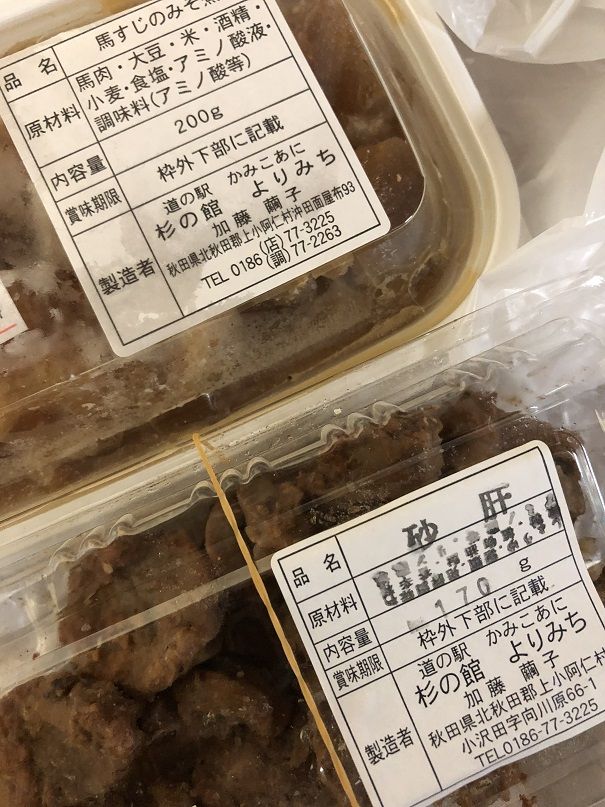 品名 馬すじのみそ煮
原材料 馬肉・大豆・米・酒精・
小麦・食塩・アミノ酸液・
調味料(アミノ酸等)
内容量 200g
賞味期限 枠外下部に記載
製造者 道の駅 かみこあに
杉の館 よりみち
加藤 繭子
秋田県北秋田郡上小阿仁村沖田面屋布93
TEL 0186 (店)77-3225
(調)77-2263
品名 砂肝
原材料
内容量 170 g
賞味期限 枠外下部に記載
製造者 道の駅 かみこあに
杉の館 よりみち
加藤 繭子
秋田県北秋田郡上小阿仁村
小沢田字向川原66-1
TEL0186-77-3225